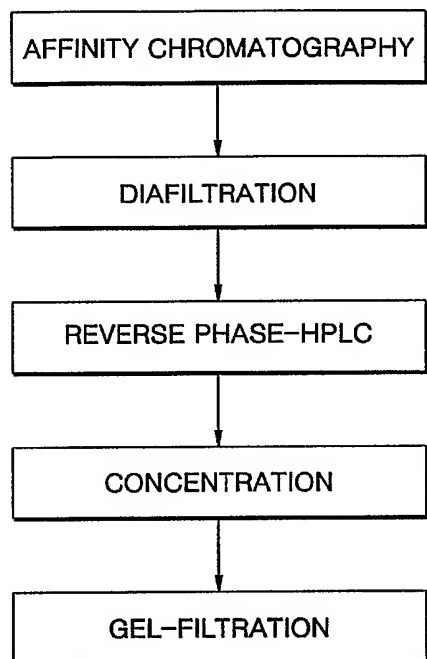 AFFINITY CHROMATOGRAPHY
DIAFILTRATION
REVERSE PHASE-HPLC
CONCENTRATION
GEL-FILTRATION